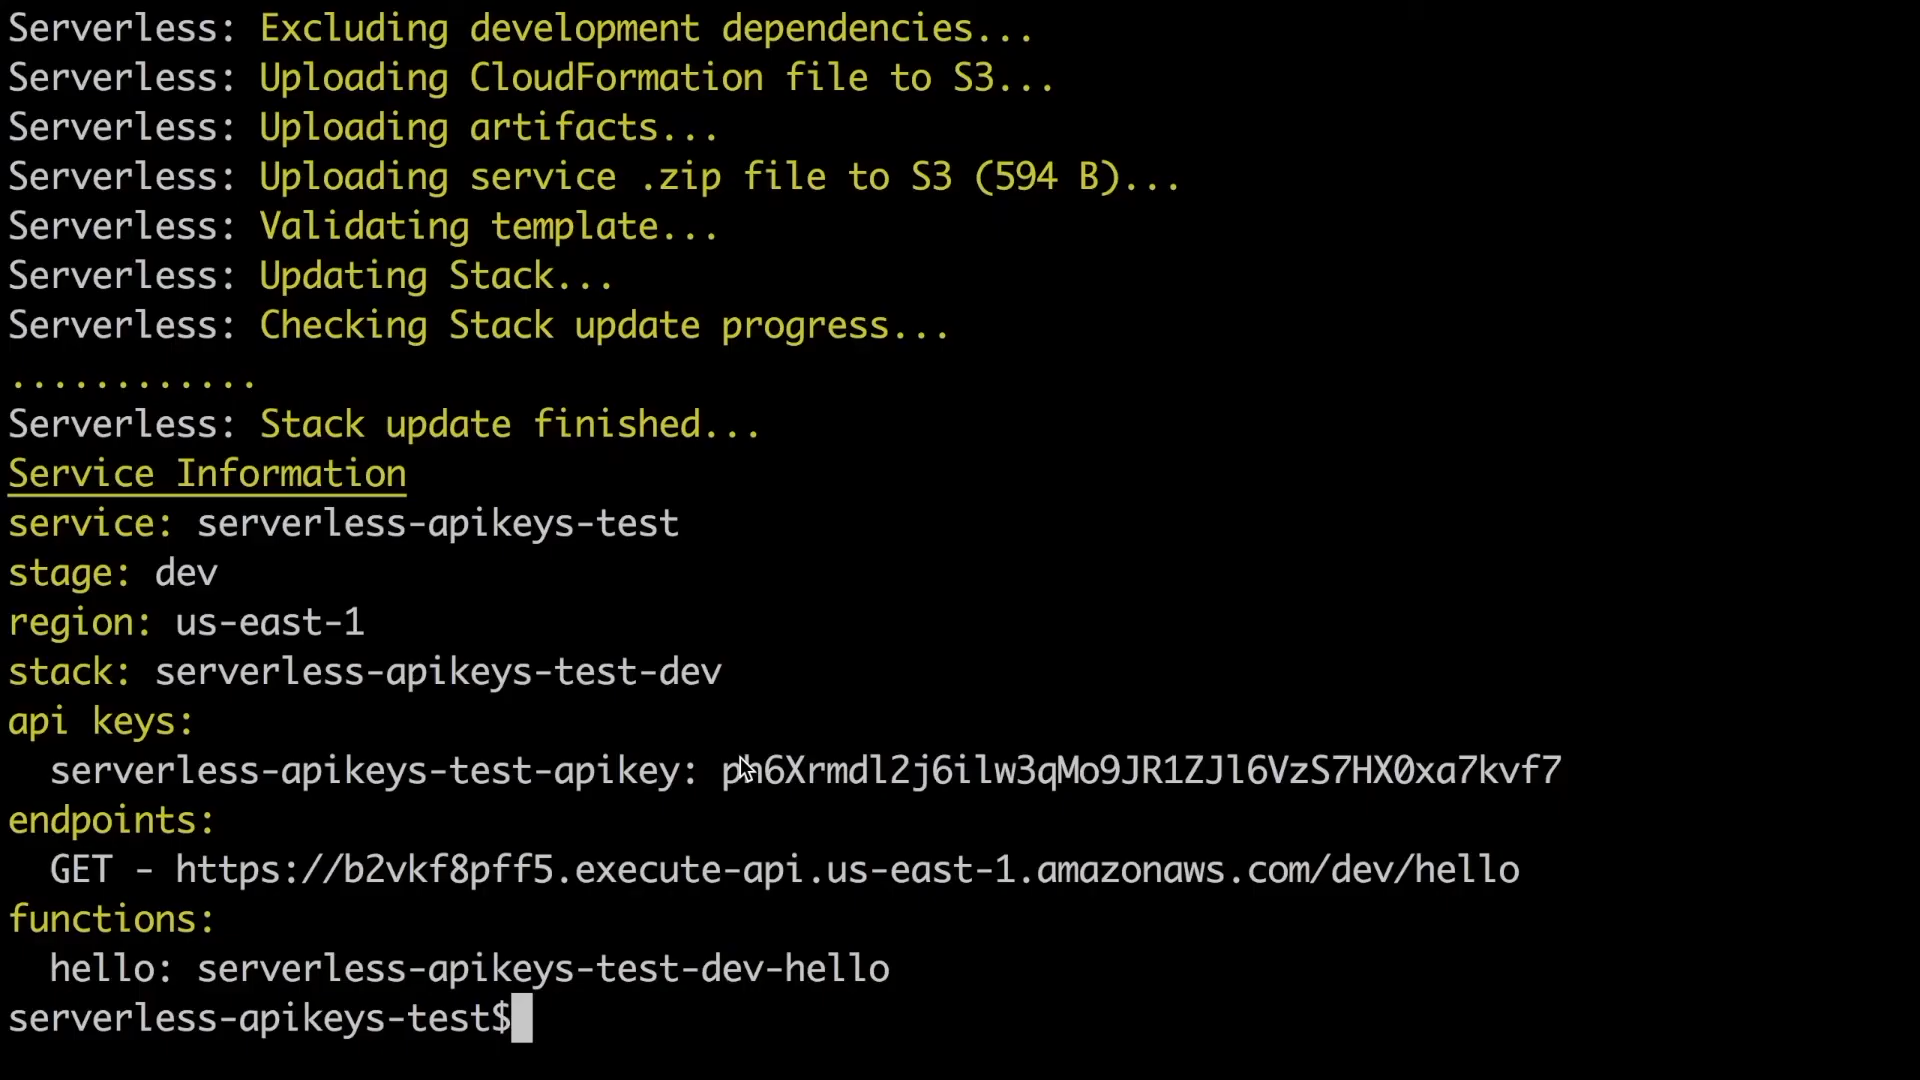 Serverless: Excluding development dependencies...
Serverless: Uploading CloudFormation file to S3...
Serverless: Uploading artifacts...
Serverless: Uploading service .zip file to S3 (594 B)...
Serverless: Validating template...
Serverless: Updating Stack...
Serverless: Checking Stack update progress...
............
Serverless: Stack update finished...
Service Information
service: serverless-apikeys-test
stage: dev
region: us-east-1
stack: serverless-apikeys-test-dev
api keys:
  serverless-apikeys-test-apikey:
endpoints:
  GET - https://b2vkf8pff5.execute-api.us-east-1.amazonaws.com/dev/hello
functions:
  hello: serverless-apikeys-test-dev-hello
serverless-apikeys-test$